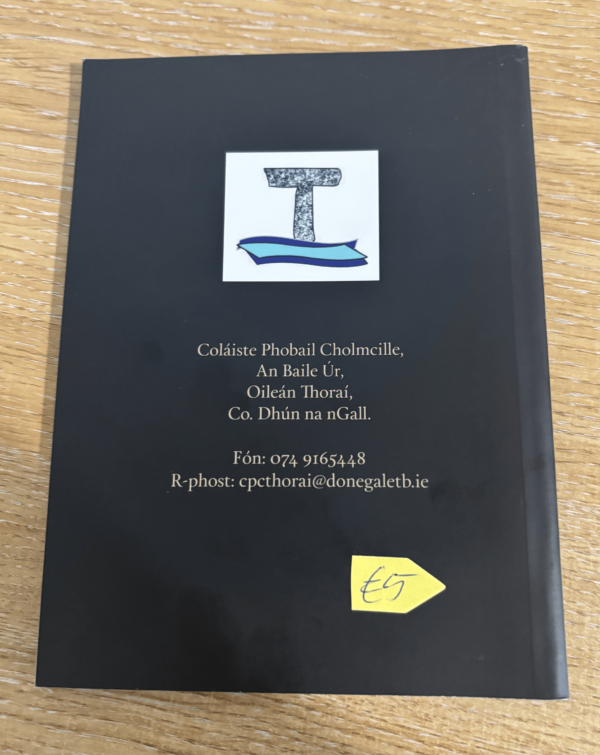 T
Coláiste Phobail Cholmcille,
An Baile Úr,
Oileán Thoraí,
Co. Dhún na nGall.
Fón: 074 9165448
R-phost: cpcthorai@donegaletb.ie
€5